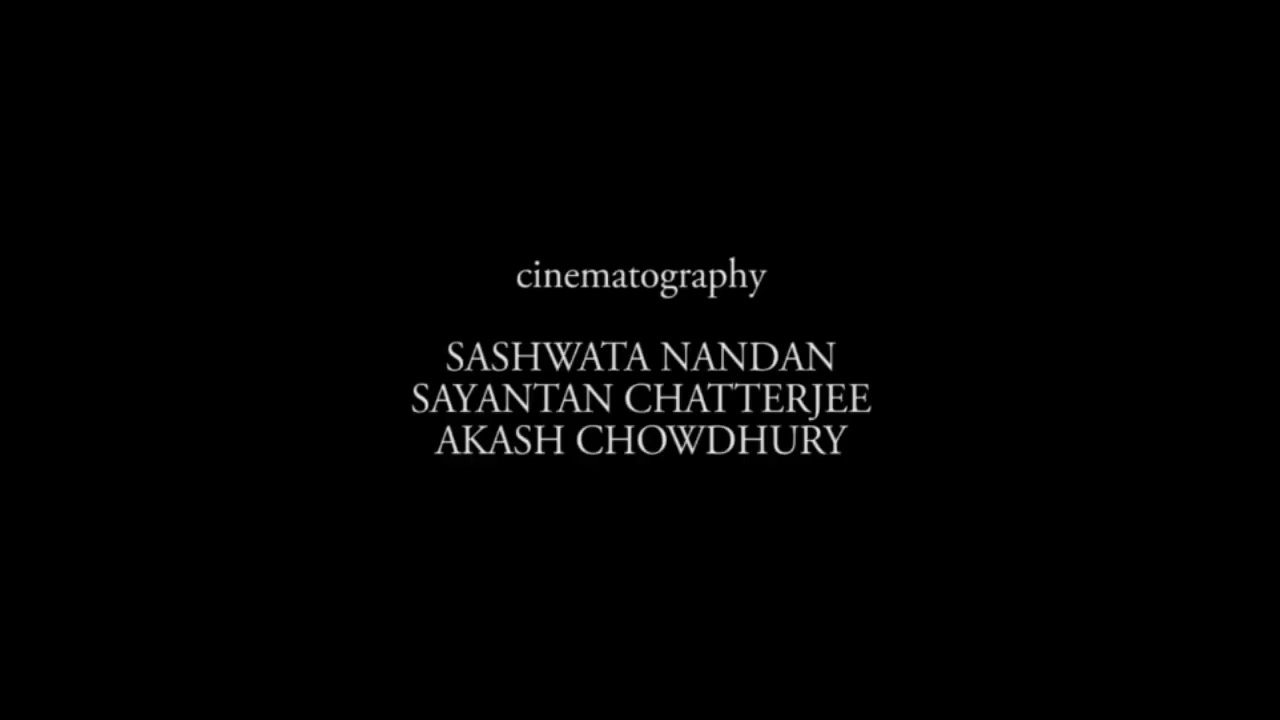 cinematography
SASHWATA NANDAN
SAYANTAN CHATTERJEE
AKASH CHOWDHURY